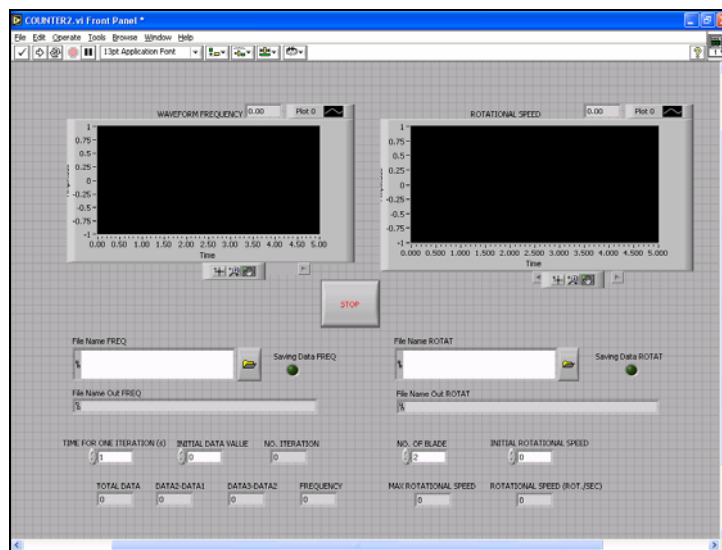 COUNTER2.vi Front Panel *
File Edit Operate Tools Browse Window Help
13pt Application Font
WAVEFORM FREQUENCY 0.00 Plot 0
ROTATIONAL SPEED 0.00 Plot 0
1
0.75
0.5
0.25
0
-0.25
-0.5
-0.75
-1
0.00 0.50 1.00 1.50 2.00 2.50 3.00 3.50 4.00 4.50 5.00
Time
1
0.75
0.5
0.25
0
-0.25
-0.5
-0.75
-1
0.000 0.500 1.000 1.500 2.000 2.500 3.000 3.500 4.000 4.500 5.000
Time
STOP
File Name FREQ
Saving Data FREQ
File Name Out FREQ
File Name ROTAT
Saving Data ROTAT
File Name Out ROTAT
TIME FOR ONE ITERATION (s) INITIAL DATA VALUE NO. ITERATION
1 0 0
NO. OF BLADE INITIAL ROTATIONAL SPEED
2 0
TOTAL DATA DATA2-DATA1 DATA3-DATA2 FREQUENCY
0 0 0 0
MAX ROTATIONAL SPEED ROTATIONAL SPEED (ROT./SEC)
0 0